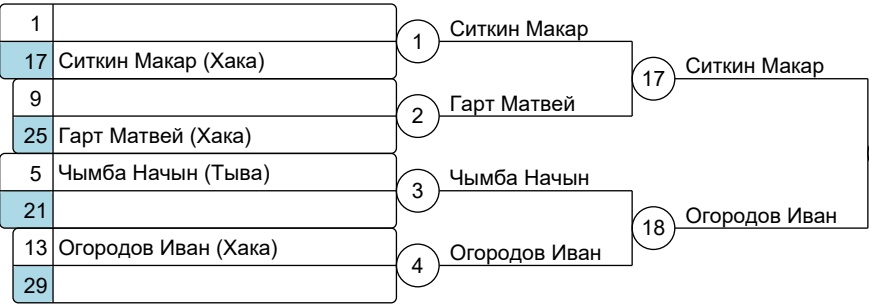 1
17 Ситкин Макар (Хака)
1 Ситкин Макар
17 Ситкин Макар
9
25 Гарт Матвей (Хака)
2 Гарт Матвей
5 Чымба Начын (Тыва)
21
3 Чымба Начын
18 Огородов Иван
13 Огородов Иван (Хака)
29
4 Огородов Иван